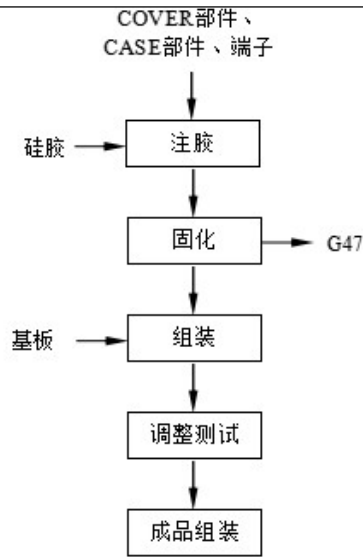 COVER部件、
CASE部件、端子
硅胶
注胶
固化
G47
基板
组装
调整测试
成品组装